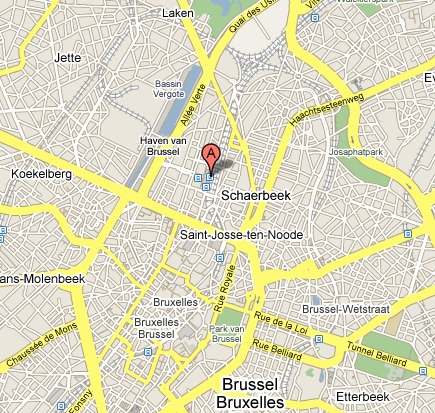 Laken
Quai des Usi
Jette
Bassin
Vergote
Allée Verte
Haachtsesteenweg
Haven van
Brussel
Josaphatpark
A
Koekelberg
Schaerbeek
Saint-Josse-ten-Noode
ans-Molenbeek
Rue Royale
Bruxelles
Bruxelles
Brussel
Brussel-Wetstraat
Rue de la Loi
Park van
Brussel
Chaussée de Mons
Rue Belliard
Tunnel Belliard
Fonsny
Brussel
Bruxelles
Etterbeek